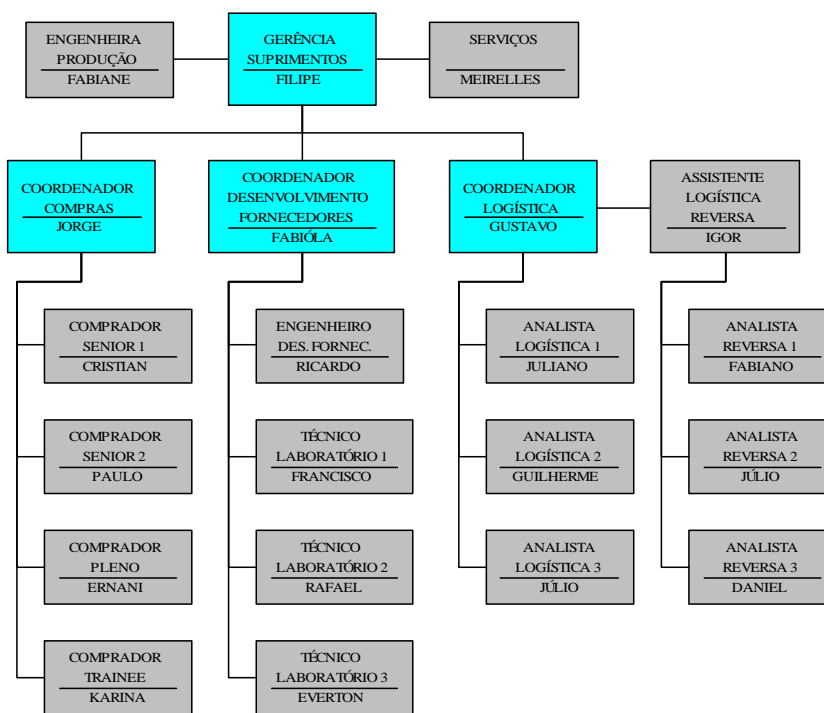 ENGENHEIRA
PRODUÇÃO
FABIANE
GERÊNCIA
SUPRIMENTOS
FILIPE
SERVIÇOS
MEIRELLES
COORDENADOR
COMPRAS
JORGE
COORDENADOR
DESENVOLVIMENTO
FORNECEDORES
FABIÓLA
COORDENADOR
LOGÍSTICA
GUSTAVO
ASSISTENTE
LOGÍSTICA
REVERSA
IGOR
COMPRADOR
SENIOR 1
CRISTIAN
ENGENHEIRO
DES. FORNEC.
RICARDO
ANALISTA
LOGÍSTICA 1
JULIANO
ANALISTA
REVERSA 1
FABIANO
COMPRADOR
SENIOR 2
PAULO
TÉCNICO
LABORATÓRIO 1
FRANCISCO
ANALISTA
LOGÍSTICA 2
GUILHERME
ANALISTA
REVERSA 2
JÚLIO
COMPRADOR
PLENO
ERNANI
TÉCNICO
LABORATÓRIO 2
RAFAEL
ANALISTA
LOGÍSTICA 3
JÚLIO
ANALISTA
REVERSA 3
DANIEL
COMPRADOR
TRAINEE
KARINA
TÉCNICO
LABORATÓRIO 3
EVERTON